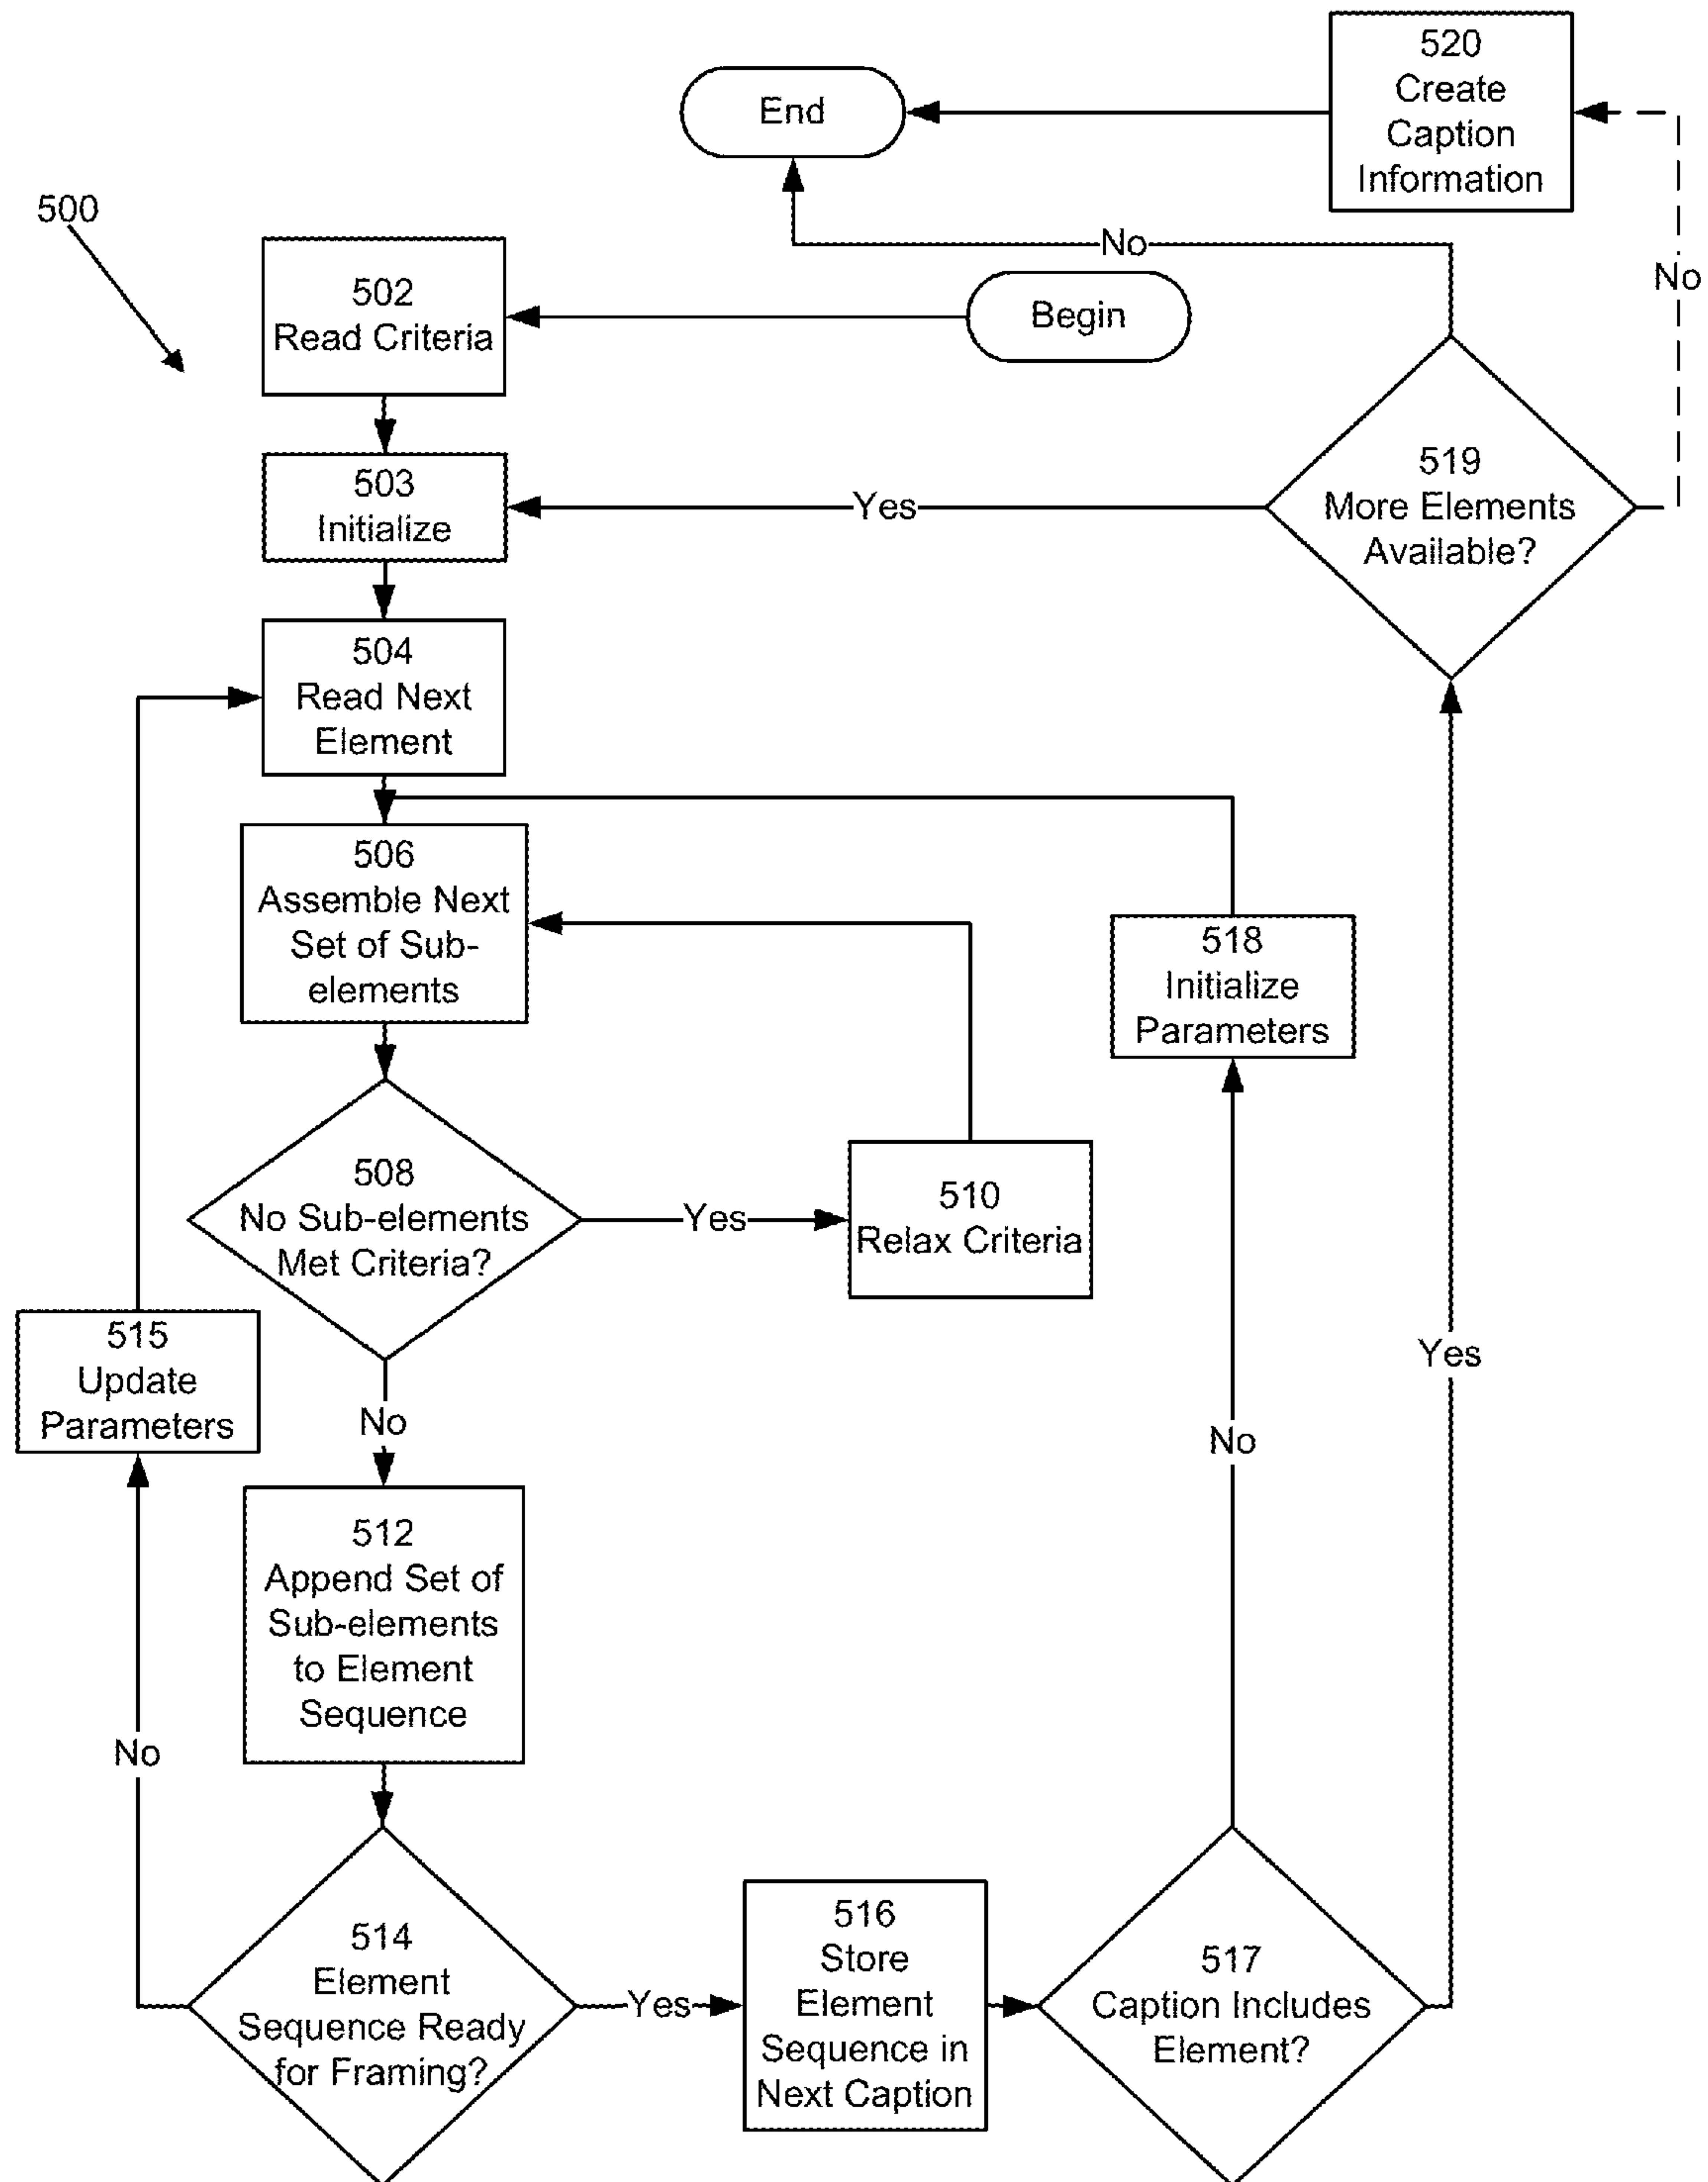 520
Create
Caption
Information
End
500
No
No
502
Read Criteria
Begin
503
Initialize
Yes
519
More Elements
Available?
504
Read Next
Element
506
Assemble Next
Set of Sub-
elements
518
Initialize
Parameters
508
No Sub-elements
Met Criteria?
Yes
510
Relax Criteria
515
Update
Parameters
No
No
Yes
512
Append Set of
Sub-elements
to Element
Sequence
No
514
Element
Sequence Ready
for Framing?
Yes
516
Store
Element
Sequence in
Next Caption
517
Caption Includes
Element?